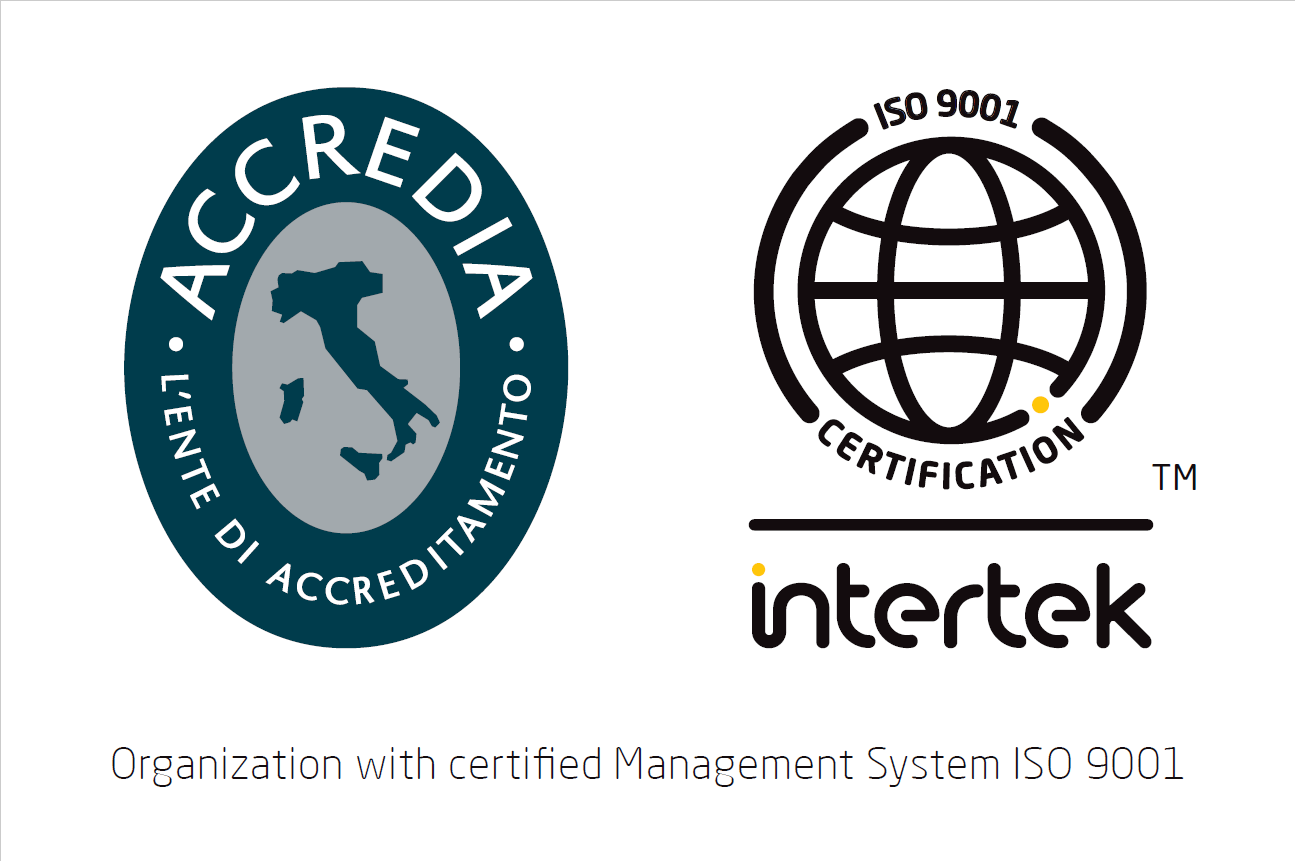 ACCREDIA
• L'ENTE DI ACCREDITAMENTO •
ISO 9001
CERTIFICATION
TM
intertek
Organization with certified Management System ISO 9001